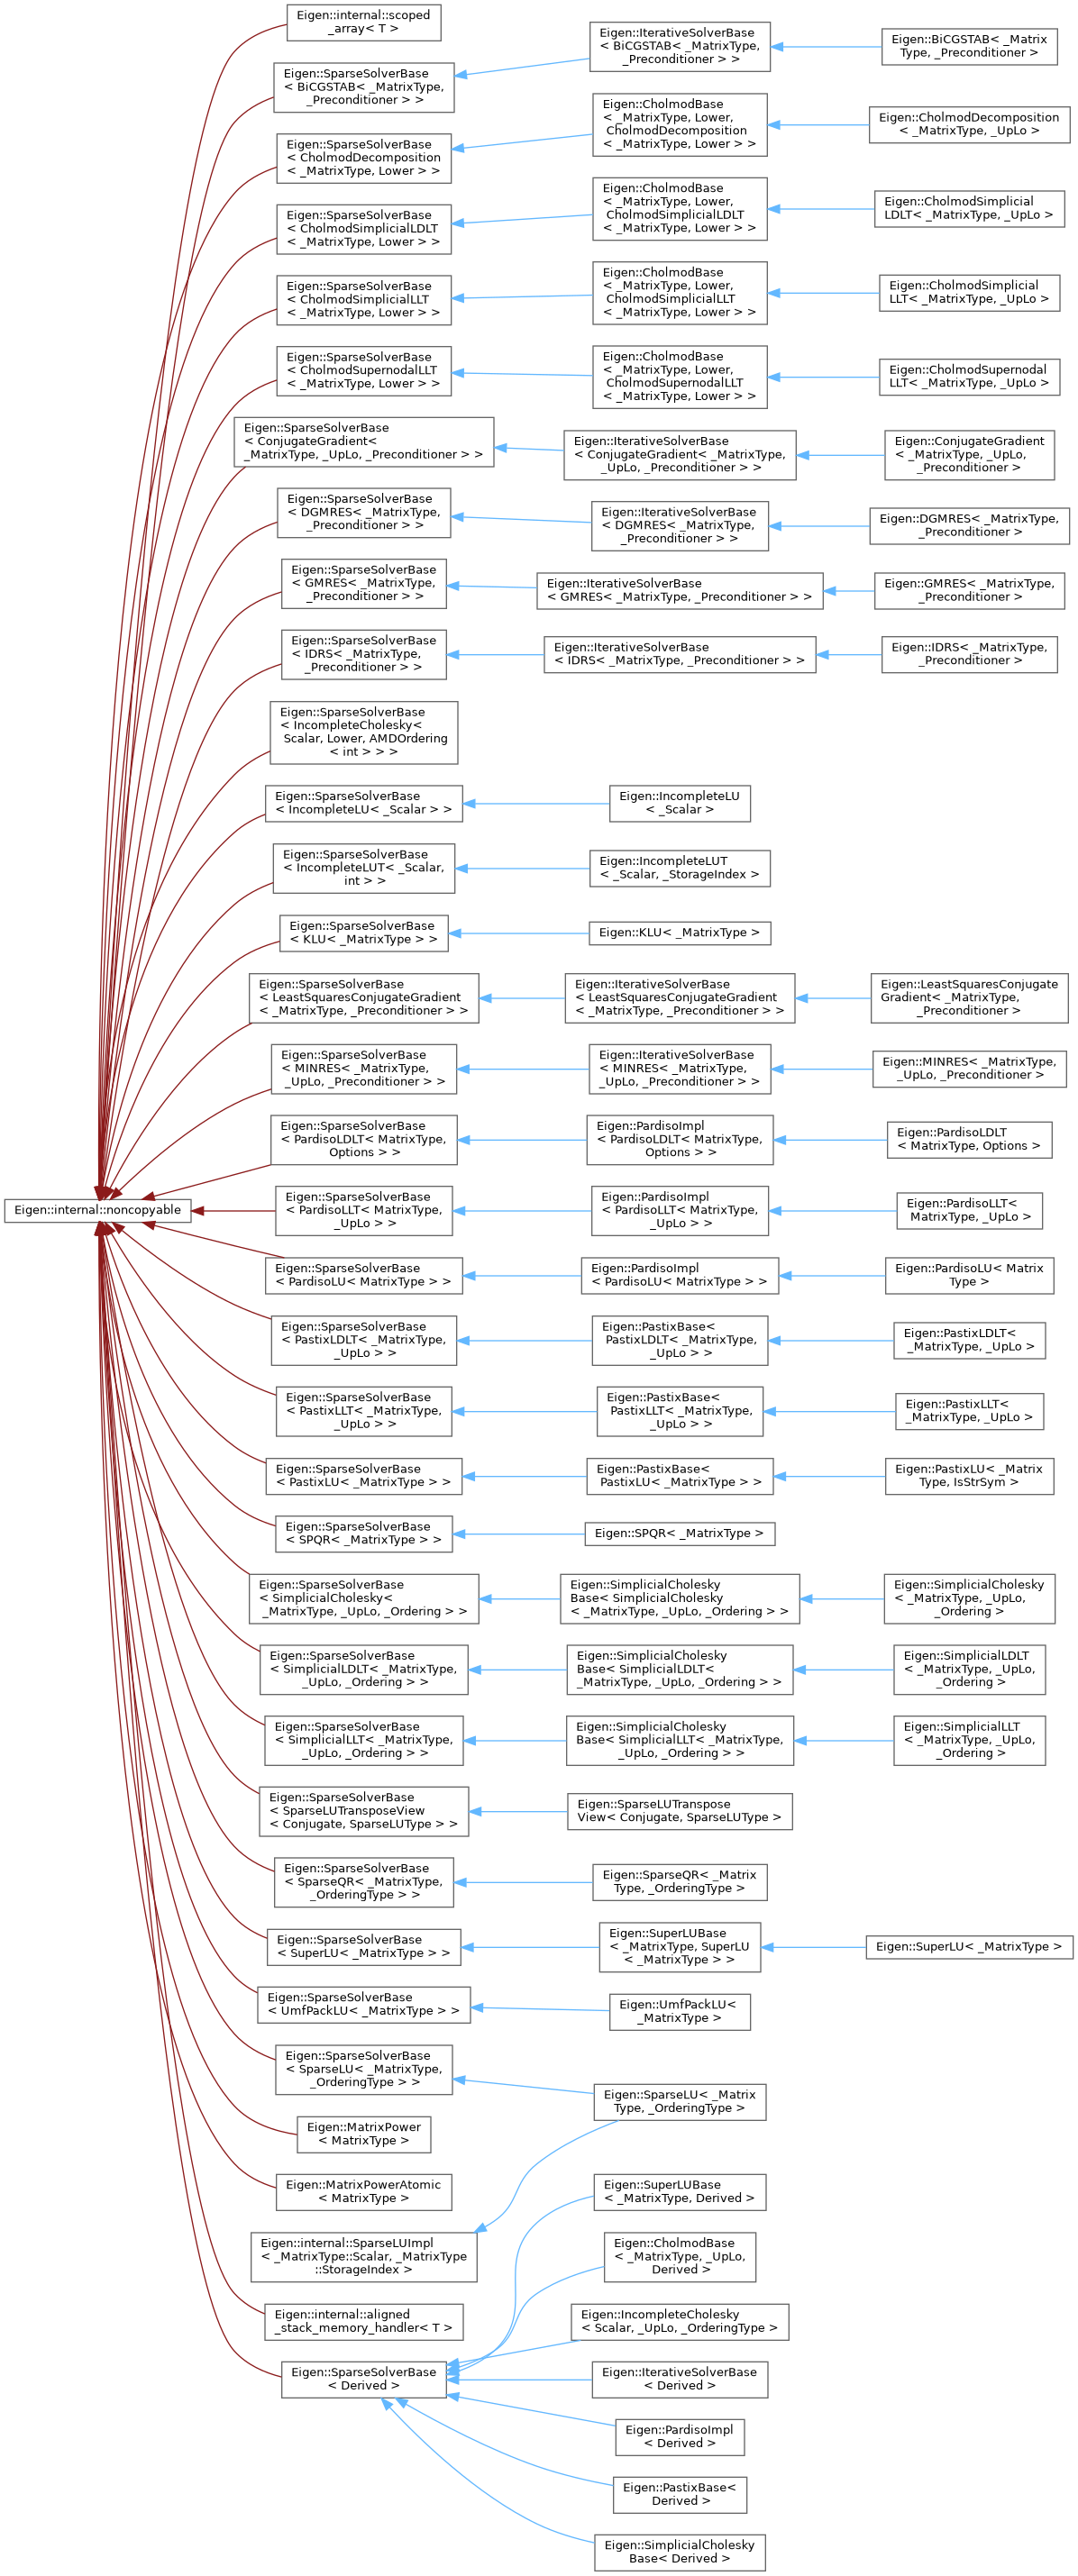 Eigen::internal::scoped
_array< T >
Eigen::SparseSolverBase
< BiCGSTAB< _MatrixType,
_Preconditioner > >
Eigen::IterativeSolverBase
< BiCGSTAB< _MatrixType,
_Preconditioner > >
Eigen::BiCGSTAB< _Matrix
Type, _Preconditioner >
Eigen::SparseSolverBase
< CholmodDecomposition
< _MatrixType, Lower > >
Eigen::CholmodBase
< _MatrixType, Lower,
CholmodDecomposition
< _MatrixType, Lower > >
Eigen::CholmodDecomposition
< _MatrixType, _UpLo >
Eigen::SparseSolverBase
< CholmodSimplicialLDLT
< _MatrixType, Lower > >
Eigen::CholmodBase
< _MatrixType, Lower,
CholmodSimplicialLDLT
< _MatrixType, Lower > >
Eigen::CholmodSimplicial
LDLT< _MatrixType, _UpLo >
Eigen::SparseSolverBase
< CholmodSimplicialLLT
< _MatrixType, Lower > >
Eigen::CholmodBase
< _MatrixType, Lower,
CholmodSimplicialLLT
< _MatrixType, Lower > >
Eigen::CholmodSimplicial
LLT< _MatrixType, _UpLo >
Eigen::SparseSolverBase
< CholmodSupernodalLLT
< _MatrixType, Lower > >
Eigen::CholmodBase
< _MatrixType, Lower,
CholmodSupernodalLLT
< _MatrixType, Lower > >
Eigen::CholmodSupernodal
LLT< _MatrixType, _UpLo >
Eigen::SparseSolverBase
< ConjugateGradient<
_MatrixType, _UpLo, _Preconditioner > >
Eigen::IterativeSolverBase
< ConjugateGradient< _MatrixType,
_UpLo, _Preconditioner > >
Eigen::ConjugateGradient
< _MatrixType, _UpLo,
_Preconditioner >
Eigen::SparseSolverBase
< DGMRES< _MatrixType,
_Preconditioner > >
Eigen::IterativeSolverBase
< DGMRES< _MatrixType,
_Preconditioner > >
Eigen::DGMRES< _MatrixType,
_Preconditioner >
Eigen::SparseSolverBase
< GMRES< _MatrixType,
_Preconditioner > >
Eigen::IterativeSolverBase
< GMRES< _MatrixType, _Preconditioner > >
Eigen::GMRES< _MatrixType,
_Preconditioner >
Eigen::SparseSolverBase
< IDRS< _MatrixType,
_Preconditioner > >
Eigen::IterativeSolverBase
< IDRS< _MatrixType, _Preconditioner > >
Eigen::IDRS< _MatrixType,
_Preconditioner >
Eigen::SparseSolverBase
< IncompleteCholesky<
Scalar, Lower, AMDOrdering
< int > > >
Eigen::SparseSolverBase
< IncompleteLU< _Scalar > >
Eigen::IncompleteLU
< _Scalar >
Eigen::SparseSolverBase
< IncompleteLUT< _Scalar,
int > >
Eigen::IncompleteLUT
< _Scalar, _StorageIndex >
Eigen::SparseSolverBase
< KLU< _MatrixType > >
Eigen::KLU< _MatrixType >
Eigen::SparseSolverBase
< LeastSquaresConjugateGradient
< _MatrixType, _Preconditioner > >
Eigen::IterativeSolverBase
< LeastSquaresConjugateGradient
< _MatrixType, _Preconditioner > >
Eigen::LeastSquaresConjugate
Gradient< _MatrixType,
_Preconditioner >
Eigen::SparseSolverBase
< MINRES< _MatrixType,
_UpLo, _Preconditioner > >
Eigen::IterativeSolverBase
< MINRES< _MatrixType,
_UpLo, _Preconditioner > >
Eigen::MINRES< _MatrixType,
_UpLo, _Preconditioner >
Eigen::SparseSolverBase
< PardisoLDLT< MatrixType,
Options > >
Eigen::PardisoImpl
< PardisoLDLT< MatrixType,
Options > >
Eigen::PardisoLDLT
< MatrixType, Options >
Eigen::internal::noncopyable
Eigen::SparseSolverBase
< PardisoLLT< MatrixType,
_UpLo > >
Eigen::PardisoImpl
< PardisoLLT< MatrixType,
_UpLo > >
Eigen::PardisoLLT<
MatrixType, _UpLo >
Eigen::SparseSolverBase
< PardisoLU< MatrixType > >
Eigen::PardisoImpl
< PardisoLU< MatrixType > >
Eigen::PardisoLU< Matrix
Type >
Eigen::SparseSolverBase
< PastixLDLT< _MatrixType,
_UpLo > >
Eigen::PastixBase<
PastixLDLT< _MatrixType,
_UpLo > >
Eigen::PastixLDLT<
_MatrixType, _UpLo >
Eigen::SparseSolverBase
< PastixLLT< _MatrixType,
_UpLo > >
Eigen::PastixBase<
PastixLLT< _MatrixType,
_UpLo > >
Eigen::PastixLLT<
_MatrixType, _UpLo >
Eigen::SparseSolverBase
< PastixLU< _MatrixType > >
Eigen::PastixBase<
PastixLU< _MatrixType > >
Eigen::PastixLU< _Matrix
Type, IsStrSym >
Eigen::SparseSolverBase
< SPQR< _MatrixType > >
Eigen::SPQR< _MatrixType >
Eigen::SparseSolverBase
< SimplicialCholesky<
_MatrixType, _UpLo, _Ordering > >
Eigen::SimplicialCholesky
Base< SimplicialCholesky
< _MatrixType, _UpLo, _Ordering > >
Eigen::SimplicialCholesky
< _MatrixType, _UpLo,
_Ordering >
Eigen::SparseSolverBase
< SimplicialLDLT< _MatrixType,
_UpLo, _Ordering > >
Eigen::SimplicialCholesky
Base< SimplicialLDLT<
_MatrixType, _UpLo, _Ordering > >
Eigen::SimplicialLDLT
< _MatrixType, _UpLo,
_Ordering >
Eigen::SparseSolverBase
< SimplicialLLT< _MatrixType,
_UpLo, _Ordering > >
Eigen::SimplicialCholesky
Base< SimplicialLLT< _MatrixType,
_UpLo, _Ordering > >
Eigen::SimplicialLLT
< _MatrixType, _UpLo,
_Ordering >
Eigen::SparseSolverBase
< SparseLUTransposeView
< Conjugate, SparseLUType > >
Eigen::SparseLUTranspose
View< Conjugate, SparseLUType >
Eigen::SparseSolverBase
< SparseQR< _MatrixType,
_OrderingType > >
Eigen::SparseQR< _Matrix
Type, _OrderingType >
Eigen::SparseSolverBase
< SuperLU< _MatrixType > >
Eigen::SuperLUBase
< _MatrixType, SuperLU
< _MatrixType > >
Eigen::SuperLU< _MatrixType >
Eigen::SparseSolverBase
< UmfPackLU< _MatrixType > >
Eigen::UmfPackLU<
_MatrixType >
Eigen::SparseSolverBase
< SparseLU< _MatrixType,
_OrderingType > >
Eigen::SparseLU< _Matrix
Type, _OrderingType >
Eigen::MatrixPower
< MatrixType >
Eigen::MatrixPowerAtomic
< MatrixType >
Eigen::SuperLUBase
< _MatrixType, Derived >
Eigen::internal::SparseLUImpl
< _MatrixType::Scalar, _MatrixType
::StorageIndex >
Eigen::CholmodBase
< _MatrixType, _UpLo,
Derived >
Eigen::internal::aligned
_stack_memory_handler< T >
Eigen::IncompleteCholesky
< Scalar, _UpLo, _OrderingType >
Eigen::SparseSolverBase
< Derived >
Eigen::IterativeSolverBase
< Derived >
Eigen::PardisoImpl
< Derived >
Eigen::PastixBase<
Derived >
Eigen::SimplicialCholesky
Base< Derived >